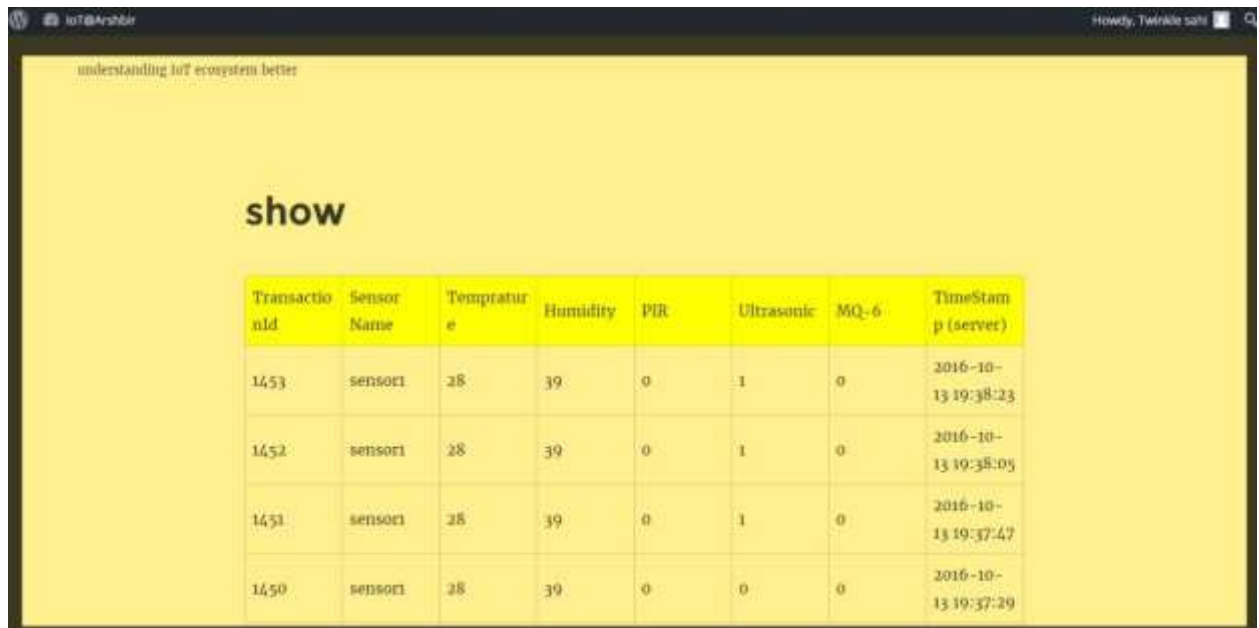 IoT@Arshbir
Howdy, Twinkle sahi
understanding IoT ecosystem better
show
Transactio nId Sensor Name Tempratur e Humidity PIR Ultrasonic MQ-6 TimeStam p (server)
1453 sensor1 28 39 0 1 0 2016-10-13 19:38:23
1452 sensor1 28 39 0 1 0 2016-10-13 19:38:05
1451 sensor1 28 39 0 1 0 2016-10-13 19:37:47
1450 sensor1 28 39 0 0 0 2016-10-13 19:37:29